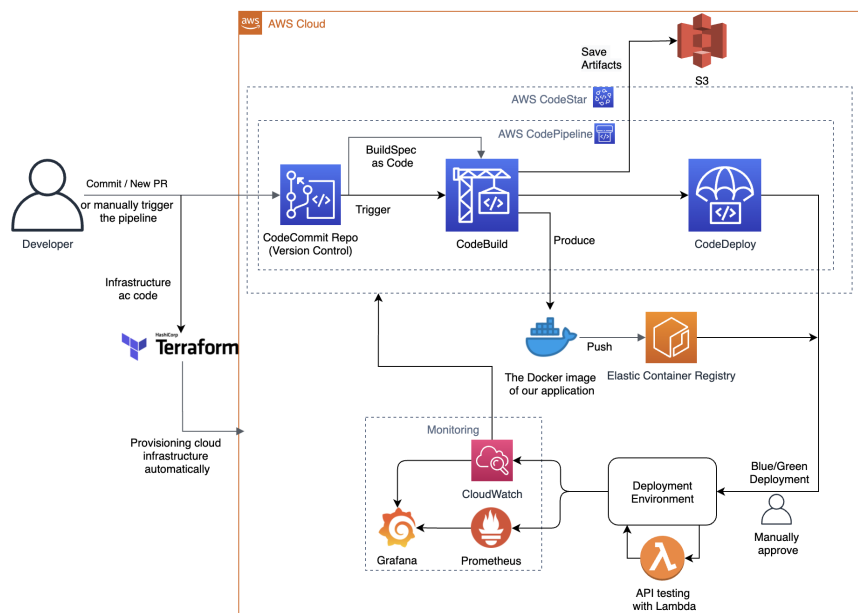 aws
AWS Cloud
Save
Artifacts
S3
AWS CodeStar
AWS CodePipeline
BuildSpec
as Code
Commit / New PR
or manually trigger
the pipeline
Trigger
Developer
CodeCommit Repo
(Version Control)
CodeBuild
CodeDeploy
Produce
Infrastructure
ac code
HashiCorp
Terraform
Push
The Docker image
of our application
Elastic Container Registry
Provisioning cloud
infrastructure
automatically
Monitoring
CloudWatch
Grafana
Prometheus
Deployment
Environment
Blue/Green
Deployment
Manually
approve
API testing
with Lambda